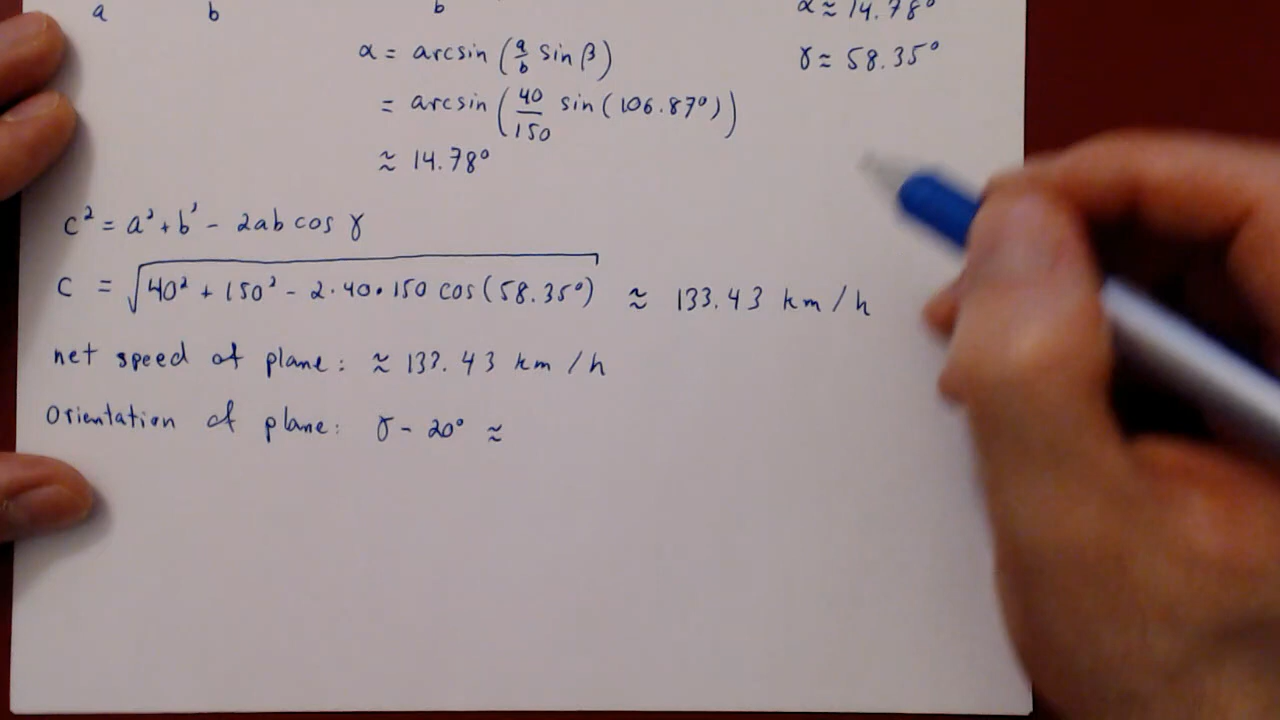 a b b α ≈ 14.78°
α = arcsin (a/b sin β) γ ≈ 58.35°
= arcsin (40/150 sin(106.87°))
≈ 14.78°
c² = a² + b² - 2ab cos γ
c = √(40² + 150² - 2·40·150 cos(58.35°)) ≈ 133.43 km/h
net speed of plane: ≈ 133.43 km/h
Orientation of plane: γ - 20° ≈